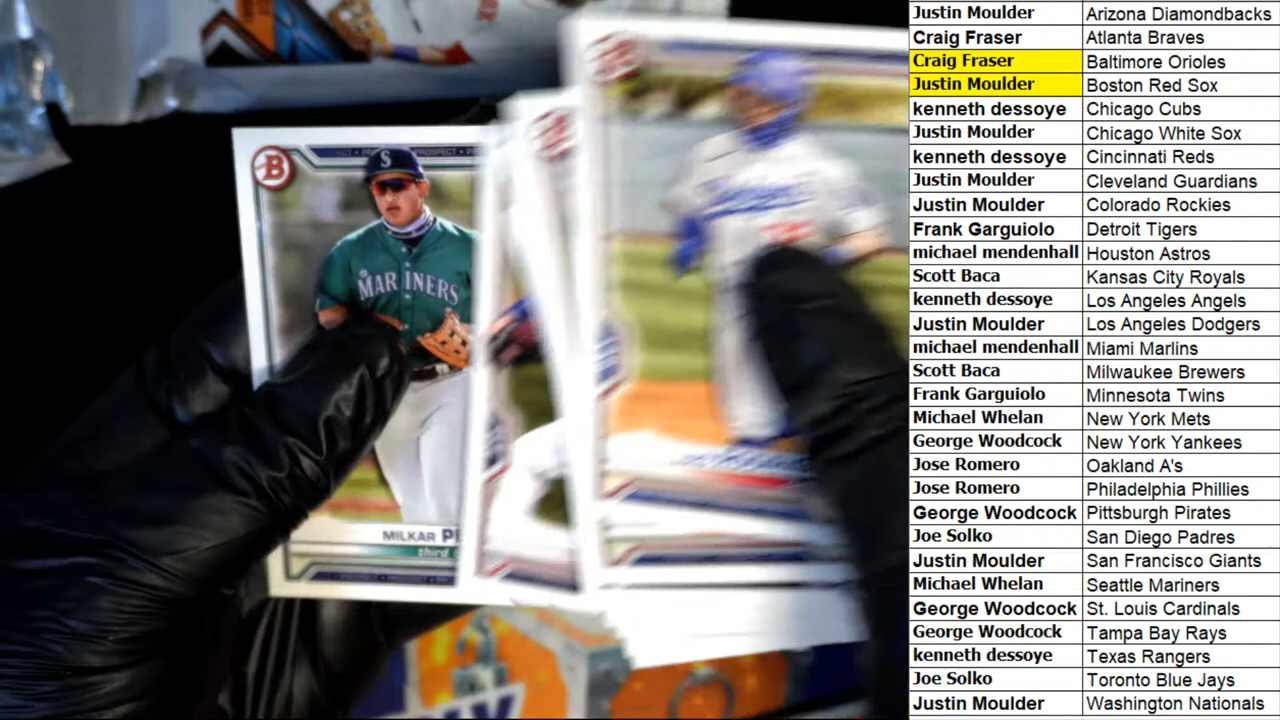 Justin Moulder Arizona Diamondbacks
Craig Fraser Atlanta Braves
Craig Fraser Baltimore Orioles
Justin Moulder Boston Red Sox
kenneth dessoye Chicago Cubs
Justin Moulder Chicago White Sox
kenneth dessoye Cincinnati Reds
Justin Moulder Cleveland Guardians
Justin Moulder Colorado Rockies
Frank Garguiolo Detroit Tigers
michael mendenhall Houston Astros
Scott Baca Kansas City Royals
kenneth dessoye Los Angeles Angels
Justin Moulder Los Angeles Dodgers
michael mendenhall Miami Marlins
Scott Baca Milwaukee Brewers
Frank Garguiolo Minnesota Twins
Michael Whelan New York Mets
George Woodcock New York Yankees
Jose Romero Oakland A's
Jose Romero Philadelphia Phillies
George Woodcock Pittsburgh Pirates
Joe Solko San Diego Padres
Justin Moulder San Francisco Giants
Michael Whelan Seattle Mariners
George Woodcock St. Louis Cardinals
George Woodcock Tampa Bay Rays
kenneth dessoye Texas Rangers
Joe Solko Toronto Blue Jays
Justin Moulder Washington Nationals
B
PROSPECT
S
MARINERS
MILKAR
third